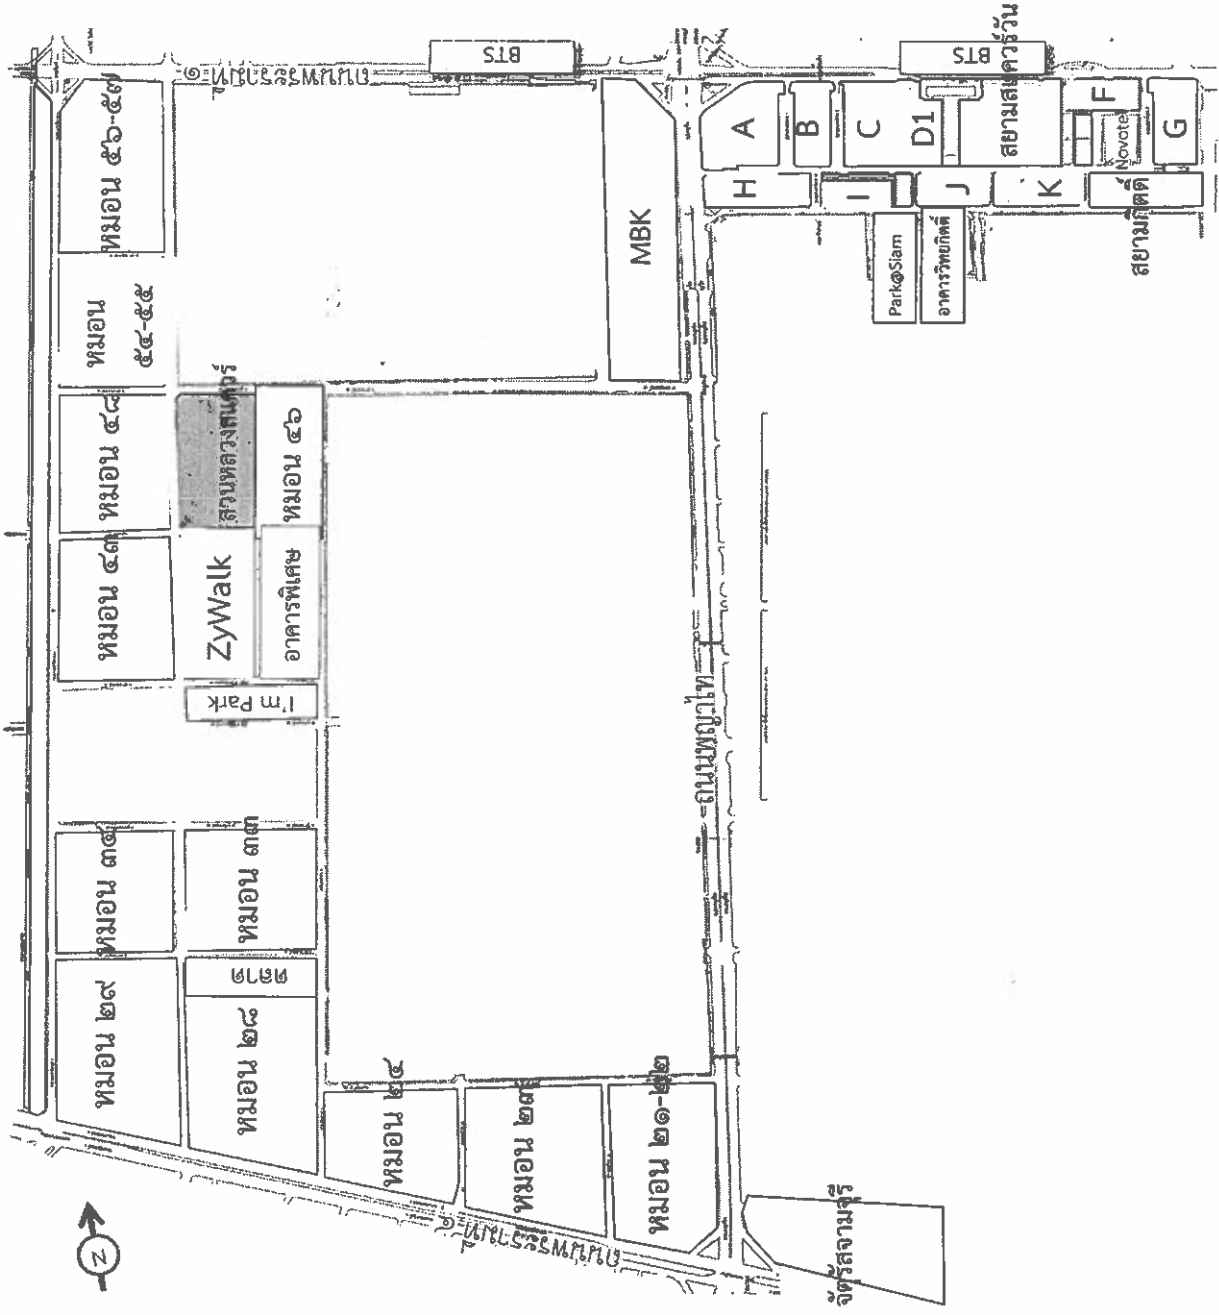 BTS
ถนนพระรามที่ ๑
BTS
หมอน ๕๖-๕๗
A
B
C
D1
สยามสแควร์วัน
F
Novotel
G
H
I
J
K
สยามกิตติ์
MBK
Park@Siam
อาคารวิทยกิตติ์
หมอน
๕๔-๕๕
หมอน ๔๘
สวนหลวงสแควร์
หมอน ๔๖
หมอน ๔๗
ZyWalk
อาคารพิเศษ
I'm Park
ถนนพญาไท
หมอน ๓๔
หมอน ๓๓
ตลาด
หมอน ๒๙
หมอน ๒๘
หมอน ๒๔
หมอน ๒๓
หมอน ๒๑-๒๒
ถนนพระรามที่ ๔
จัตุรัสจามจุรี
N